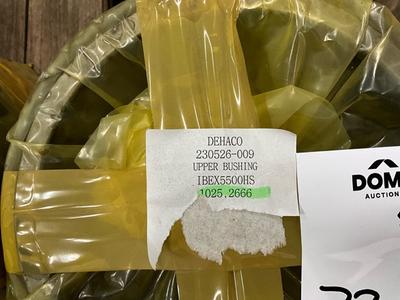 DEHACO
230526-009
UPPER BUSHING
IBEX5500HS
1025.2666
DOM
AUCTION